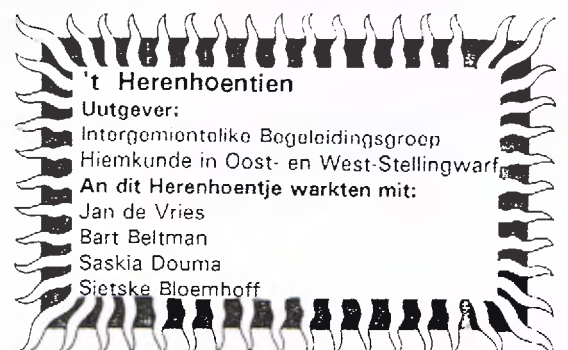 't Herenhoentien
Uutgever:
Intergemientelike Begeleidingsgroep
Hiemkunde in Oost- en West-Stellingwarf
An dit Herenhoentje warkten mit:
Jan de Vries
Bart Beltman
Saskia Douma
Sietske Bloemhoff